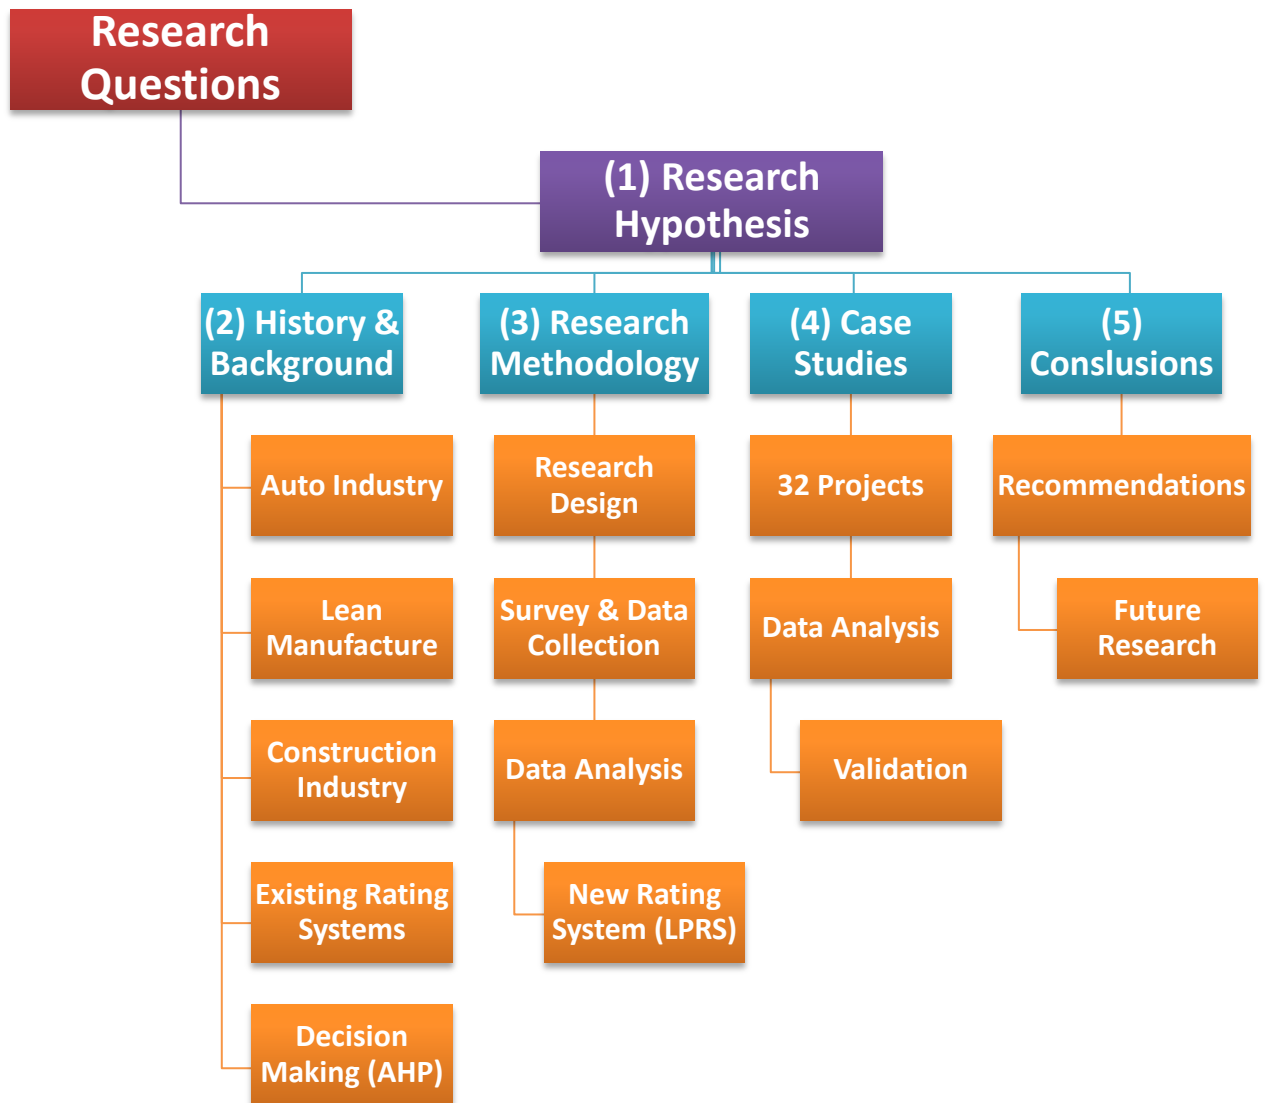 Research
Questions
(1) Research
Hypothesis
(2) History &
Background
(3) Research
Methodology
(4) Case
Studies
(5)
Conslusions
Auto Industry
Lean
Manufacture
Construction
Industry
Existing Rating
Systems
Decision
Making (AHP)
Research
Design
Survey & Data
Collection
Data Analysis
New Rating
System (LPRS)
32 Projects
Data Analysis
Validation
Recommendations
Future
Research